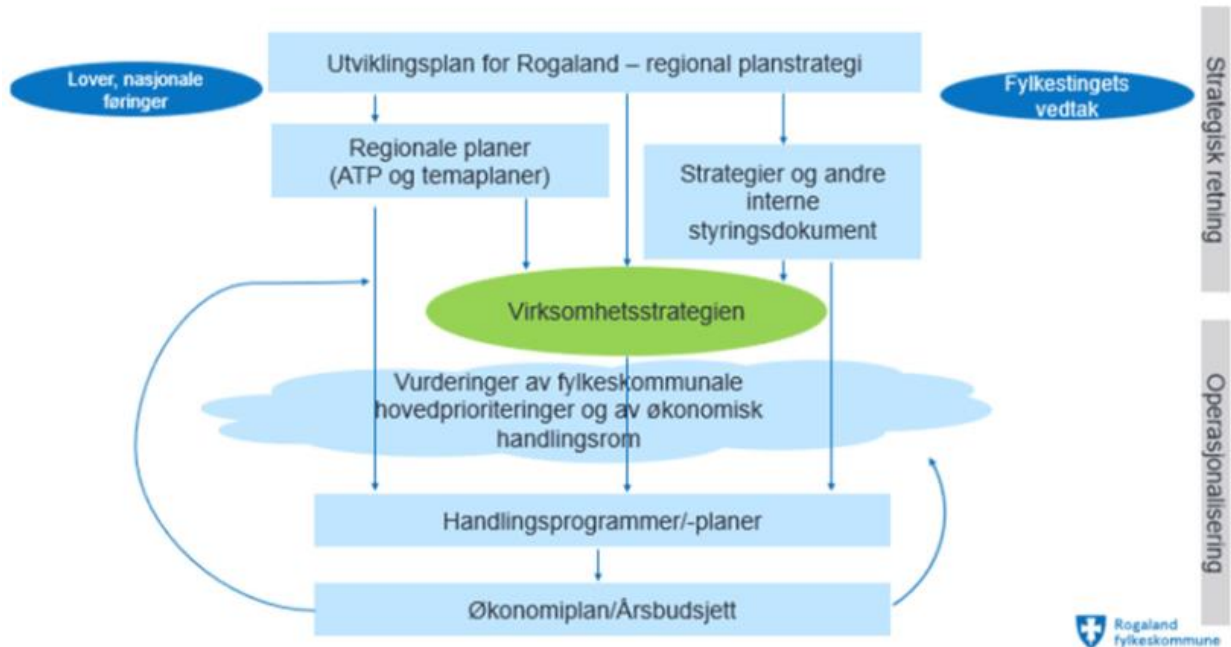 Utviklingsplan for Rogaland – regional planstrategi
Lover, nasjonale
føringer
Fylkestingets
vedtak
Strategisk retning
Regionale planer
(ATP og temaplaner)
Strategier og andre
interne
styringsdokument
Virksomhetsstrategien
Vurderinger av fylkeskommunale
hovedprioriteringer og av økonomisk
handlingsrom
Operasjonalisering
Handlingsprogrammer/-planer
Økonomiplan/Årsbudsjett
Rogaland
fylkeskommune